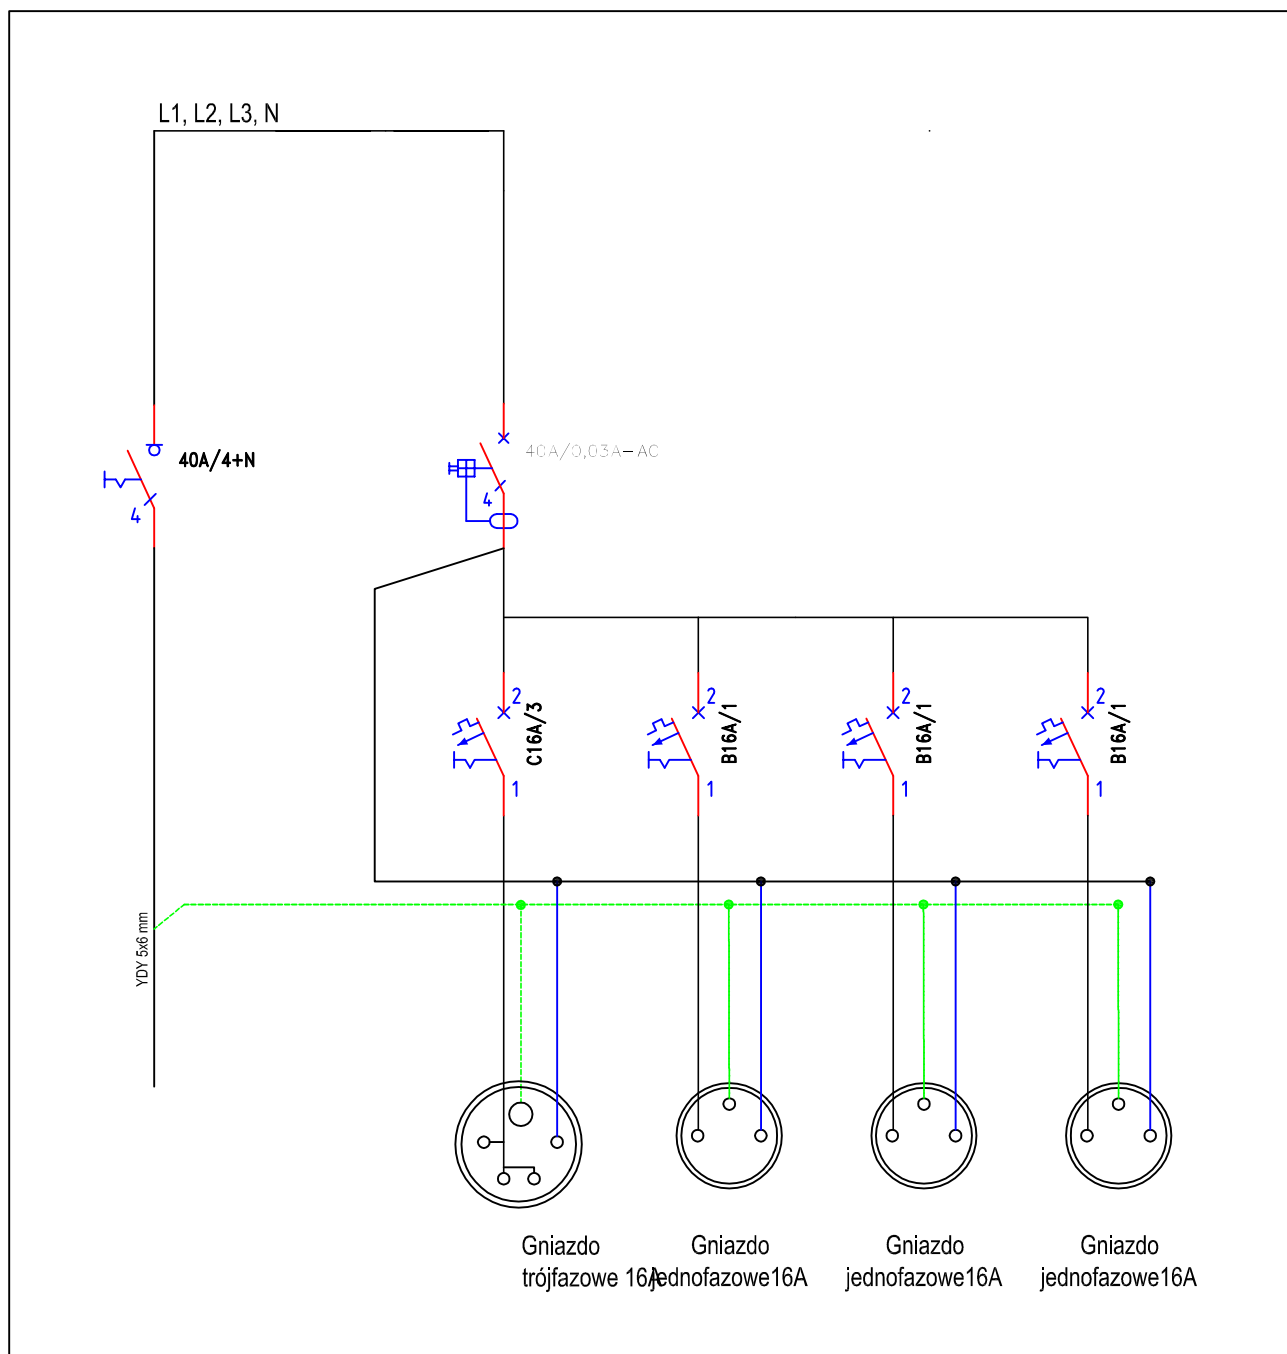 L1, L2, L3, N
40A/4+N
4
40A/0,03A-AC
4
2
C16A/3
1
2
B16A/1
1
2
B16A/1
1
2
B16A/1
1
YDY 5x6 mm
Gniazdo
trójfazowe 16A
Gniazdo
jednofazowe16A
Gniazdo
jednofazowe16A
Gniazdo
jednofazowe16A